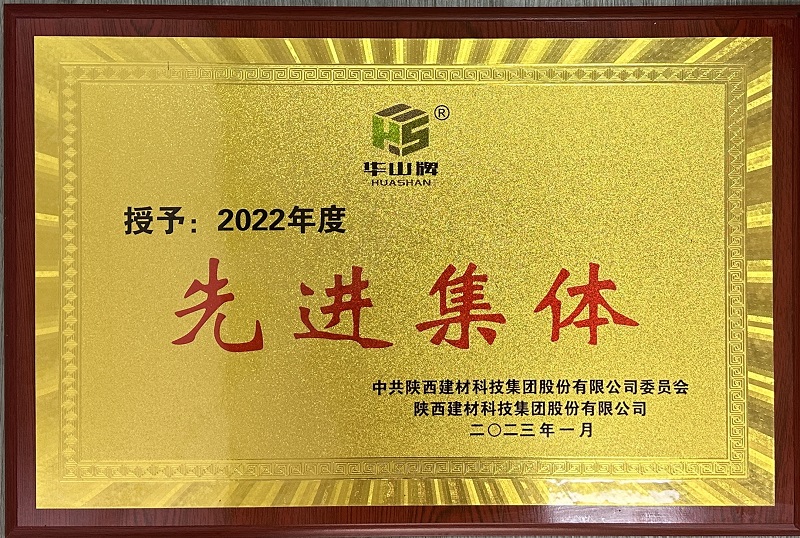 HS®
华山牌
HUASHAN
授予：2022年度
先进集体
中共陕西建材科技集团股份有限公司委员会
陕西建材科技集团股份有限公司
二〇二三年一月